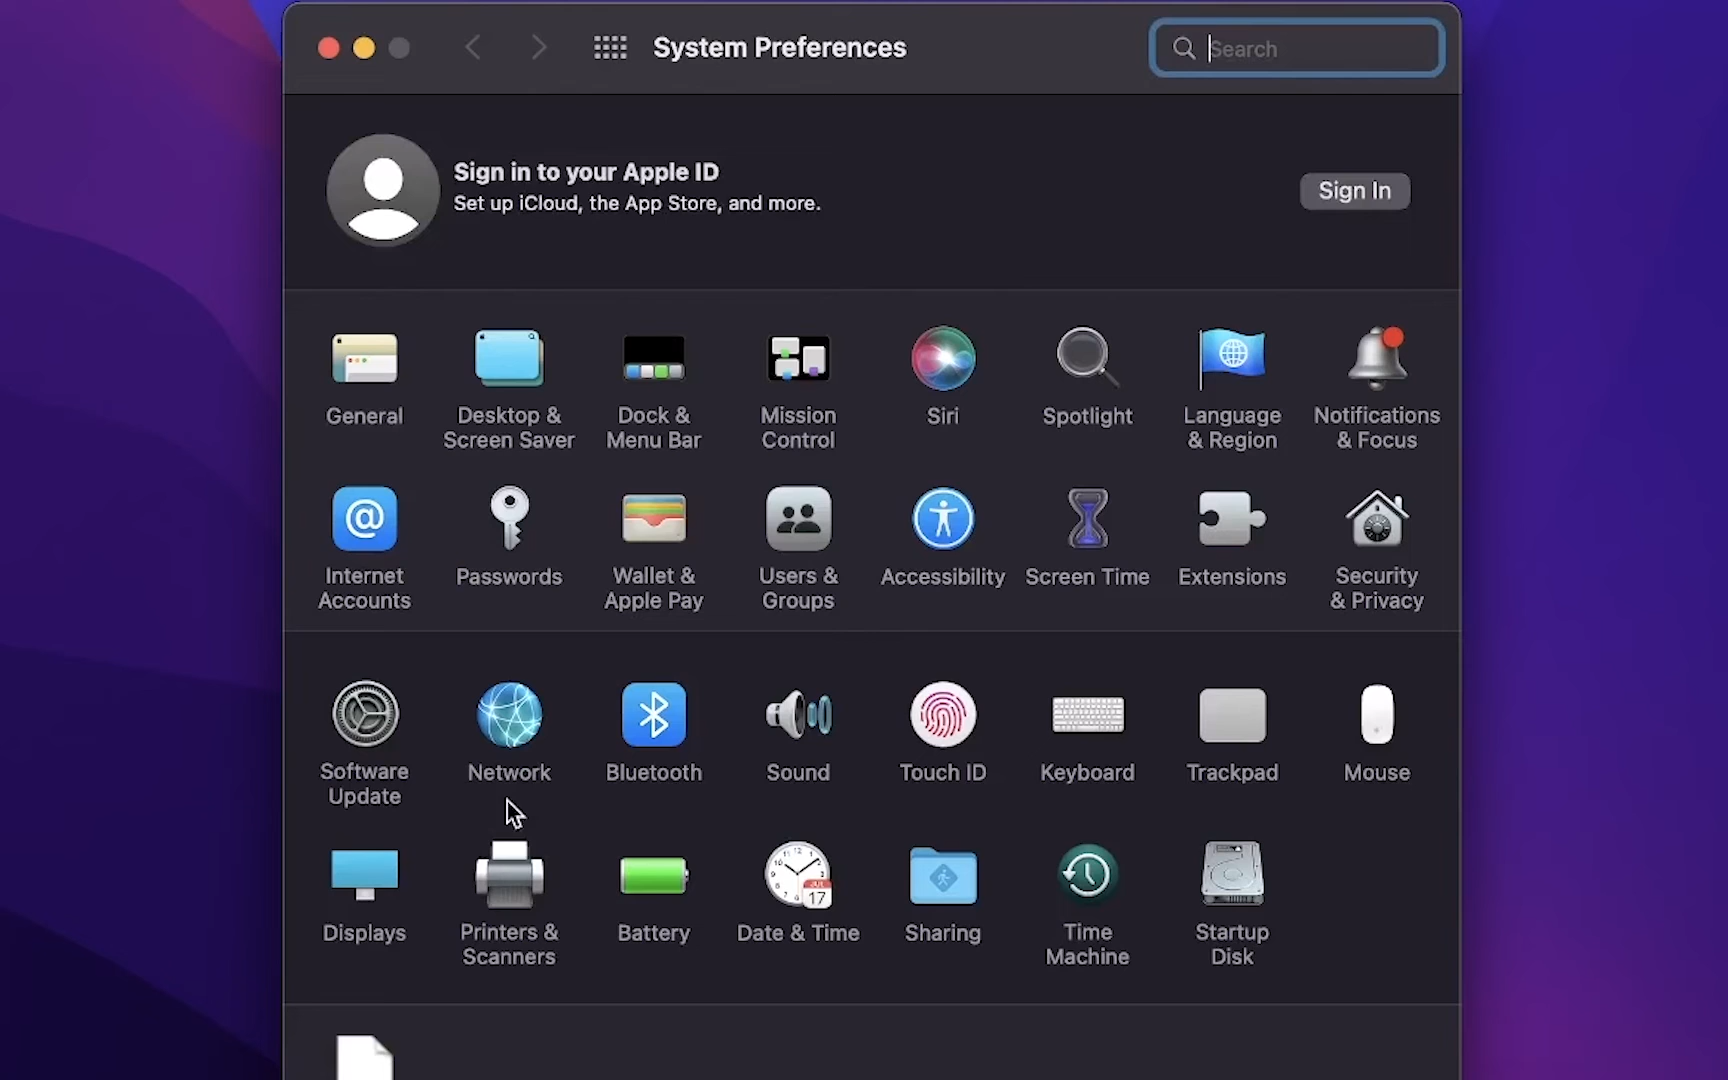 System Preferences
Search
Sign in to your Apple ID
Set up iCloud, the App Store, and more.
Sign In
General
Desktop &
Screen Saver
Dock &
Menu Bar
Mission
Control
Siri
Spotlight
Language
& Region
Notifications
& Focus
Internet
Accounts
Passwords
Wallet &
Apple Pay
Users &
Groups
Accessibility
Screen Time
Extensions
Security
& Privacy
Software
Update
Network
Bluetooth
Sound
Touch ID
Keyboard
Trackpad
Mouse
Displays
Printers &
Scanners
Battery
Date & Time
JUL
17
Sharing
Time
Machine
Startup
Disk